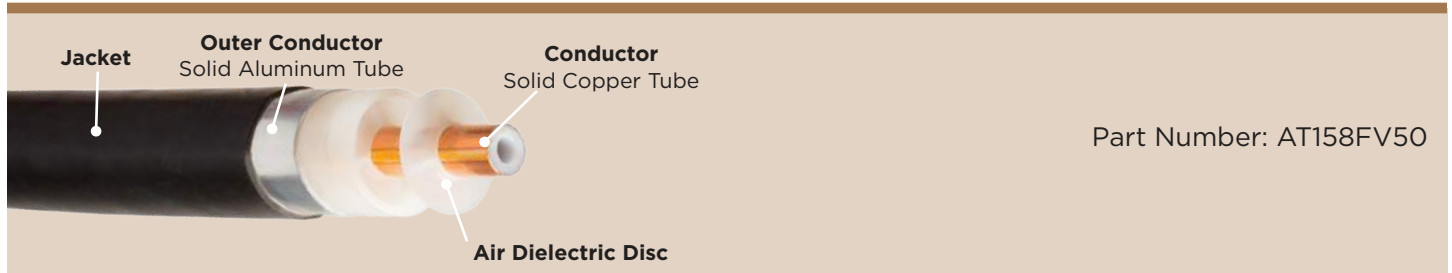 Jacket
Outer Conductor
Solid Aluminum Tube
Conductor
Solid Copper Tube
Part Number: AT158FV50
Air Dielectric Disc